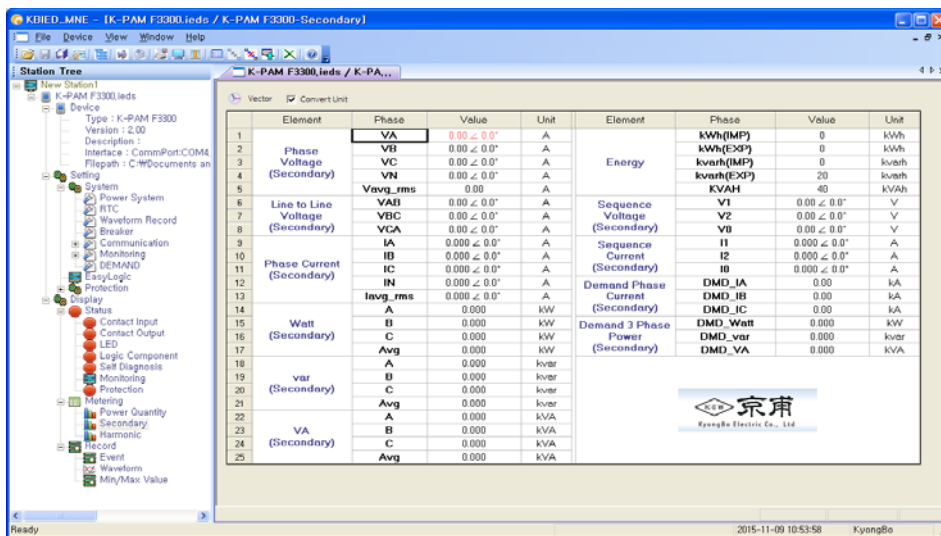 KBIED_MNE - [K-PAM F3300.ieds / K-PAM F3300-Secondary]
File Device View Window Help
Station Tree
K-PAM F3300.ieds / K-PA...
New Station1
K-PAM F3300.ieds
Device
Type : K-PAM F3300
Version : 2.00
Description :
Interface : CommPort:COM4,
Filepath : C:₩Documents an
Setting
System
Power System
RTC
Waveform Record
Breaker
Communication
Monitoring
DEMAND
EasyLogic
Protection
Display
Status
Contact Input
Contact Output
LED
Logic Component
Self Diagnosis
Monitoring
Protection
Metering
Power Quantity
Secondary
Harmonic
Record
Event
Waveform
Min/Max Value
Vector Convert Unit
Element Phase Value Unit Element Phase Value Unit
1 VA 0.00 ∠ 0.0° A kWh(IMP) 0 kWh
2 Phase VB 0.00 ∠ 0.0° A kWh(EXP) 0 kWh
3 Voltage VC 0.00 ∠ 0.0° A Energy kvarh(IMP) 0 kvarh
4 (Secondary) VN 0.00 ∠ 0.0° A kvarh(EXP) 20 kvarh
5 Vavg_rms 0.00 A KVAH 40 kVAh
6 Line to Line VAB 0.00 ∠ 0.0° A Sequence V1 0.00 ∠ 0.0° V
7 Voltage VBC 0.00 ∠ 0.0° A Voltage V2 0.00 ∠ 0.0° V
8 (Secondary) VCA 0.00 ∠ 0.0° A (Secondary) V0 0.00 ∠ 0.0° V
9 IA 0.000 ∠ 0.0° A Sequence I1 0.000 ∠ 0.0° A
10 Phase Current IB 0.000 ∠ 0.0° A Current I2 0.000 ∠ 0.0° A
11 (Secondary) IC 0.000 ∠ 0.0° A (Secondary) I0 0.000 ∠ 0.0° A
12 IN 0.000 ∠ 0.0° A Demand Phase DMD_IA 0.00 kA
13 Iavg_rms 0.000 ∠ 0.0° A Current DMD_IB 0.00 kA
14 A 0.000 kW (Secondary) DMD_IC 0.00 kA
15 Watt B 0.000 kW Demand 3 Phase DMD_Watt 0.000 kW
16 (Secondary) C 0.000 kW Power DMD_var 0.000 kvar
17 Avg 0.000 kW (Secondary) DMD_VA 0.000 kVA
18 A 0.000 kvar
19 var B 0.000 kvar
20 (Secondary) C 0.000 kvar
21 Avg 0.000 kvar
22 A 0.000 kVA
23 VA B 0.000 kVA
24 (Secondary) C 0.000 kVA
25 Avg 0.000 kVA
京甫
KyongBo Electric Co., Ltd
Ready 2015-11-09 10:53:58 KyongBo